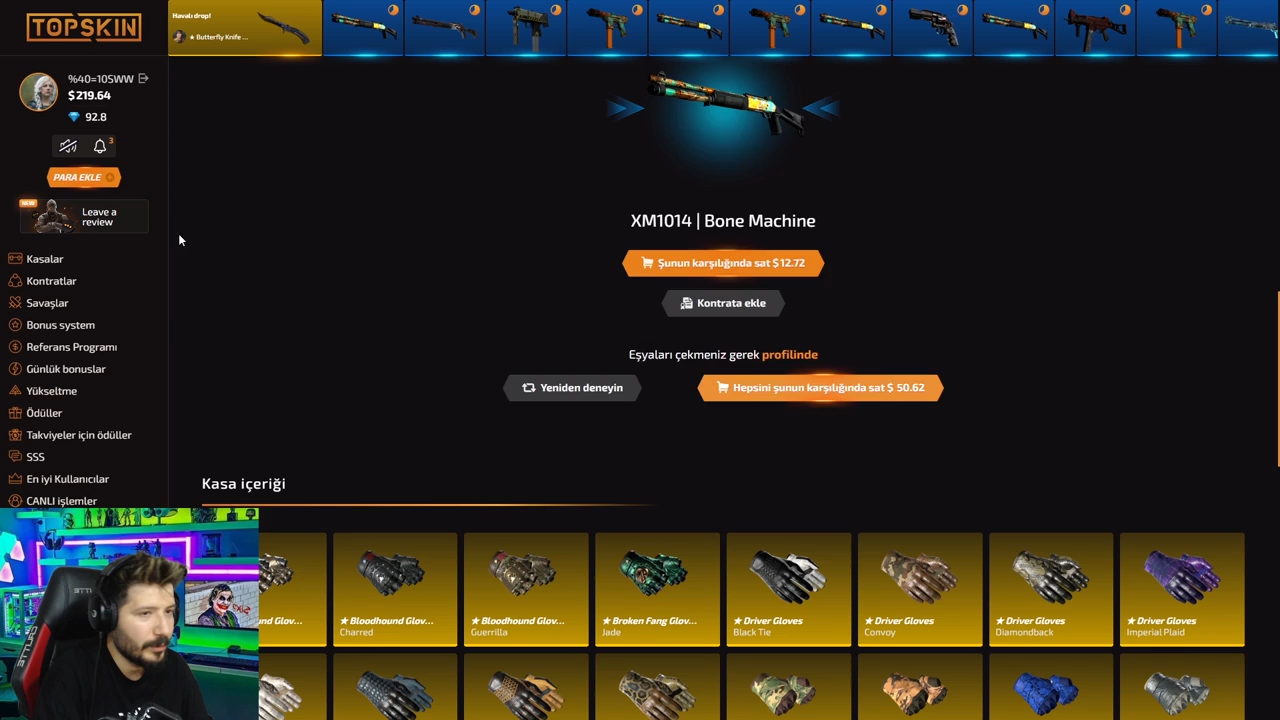 TOPSKIN
Havalı drop!
★ Butterfly Knife ...
%40=10SWW
$219.64
92.8
3
PARA EKLE
NEW
Leave a
review
Kasalar
Kontratlar
Savaşlar
Bonus system
Referans Programı
Günlük bonuslar
Yükseltme
Ödüller
Takviyeler için ödüller
SSS
En iyi Kullanıcılar
CANLI işlemler
XM1014 | Bone Machine
Şunun karşılığında sat $12.72
Kontrata ekle
Eşyaları çekmeniz gerek profilinde
Yeniden deneyin
Hepsini şunun karşılığında sat $ 50.62
Kasa içeriği
und Glov...
★ Bloodhound Glov...
Charred
★ Bloodhound Glov...
Guerrilla
★ Broken Fang Glov...
Jade
★ Driver Gloves
Black Tie
★ Driver Gloves
Convoy
★ Driver Gloves
Diamondback
★ Driver Gloves
Imperial Plaid